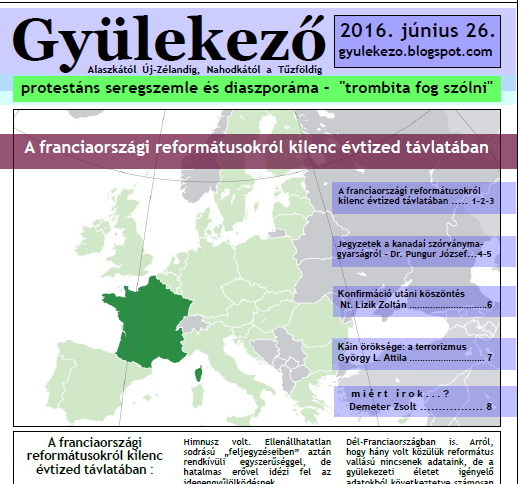 Gyülekező
2016. június 26.
gyulekezo.blogspot.com
Alaszkától Új-Zélandig, Nahodkától a Tűzföldig
protestáns seregszemle és diaszporáma - "trombita fog szólni"
A franciaországi reformátusokról kilenc évtized távlatában
A franciaországi reformátusokról
kilenc évtized távlatában ..... 1-2-3
Jegyzetek a kanadai szórványma-
gyarságról - Dr. Pungur József...4-5
Konfirmáció utáni köszöntés
Nt. Lizik Zoltán ..........................6
Káin öröksége: a terrorizmus
György L. Attila ............................ 7
m i é r t  i r o k . . . ?
Demeter Zsolt ................ 8
A franciaországi
reformátusokról kilenc
évtized távlatában :
Himnusz volt. Ellenállhatlan
sodrású „feljegyzéseiben” aztán
rendkívüli egyszerűséggel, de
hatalmas erővel idézi fel az
idegengyűlölködésnek
Dél-Franciaországban is. Arról,
hogy hány volt közülük református
vallású nincsenek adataink, de a
gyülekezeti életet igénylő
adatokból következtetve számosan